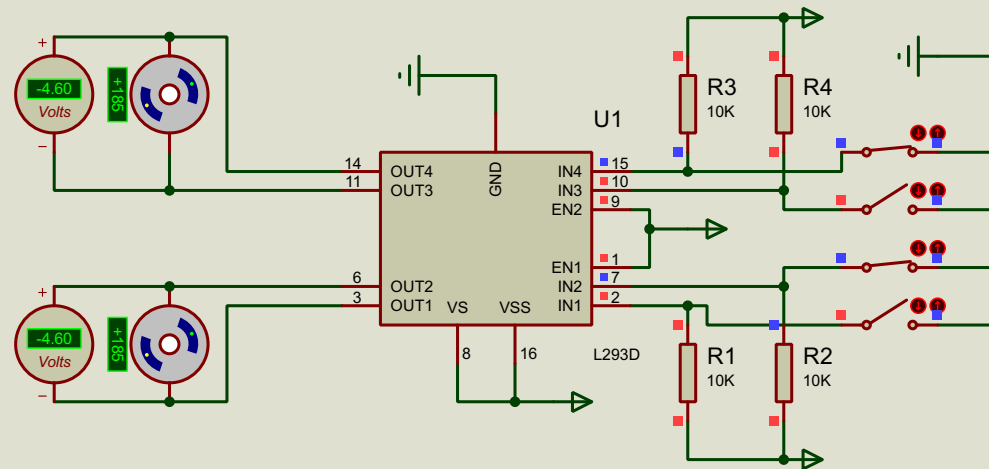 +
-4.60
Volts
−
+185
R3
10K
R4
10K
U1
14
11
OUT4
OUT3
GND
IN4
IN3
EN2
15
10
9
6
3
OUT2
OUT1
VS
VSS
EN1
IN2
IN1
1
7
2
8
16
L293D
+
-4.60
Volts
−
+185
R1
10K
R2
10K